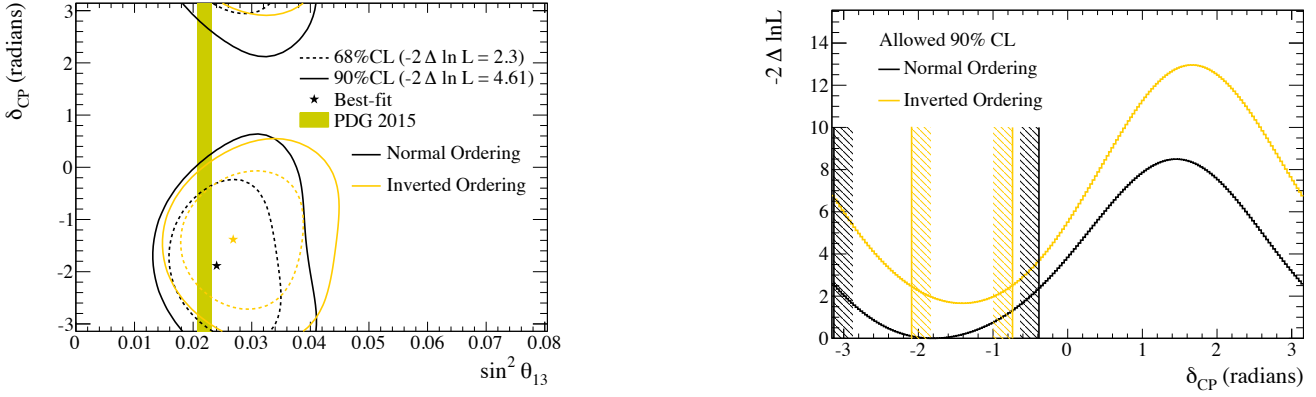 δCP (radians)
3
2
1
0
-1
-2
-3
68%CL (-2 Δ ln L = 2.3)
90%CL (-2 Δ ln L = 4.61)
Best-fit
PDG 2015
Normal Ordering
Inverted Ordering
0 0.01 0.02 0.03 0.04 0.05 0.06 0.07 0.08
sin² θ13
-2 Δ lnL
14
12
10
8
6
4
2
0
Allowed 90% CL
Normal Ordering
Inverted Ordering
-3 -2 -1 0 1 2 3
δCP (radians)